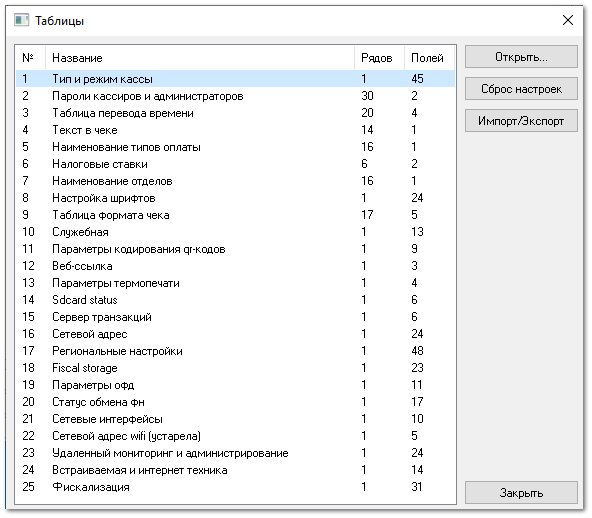 Таблицы
№ Название Рядов Полей
1 Тип и режим кассы 1 45
2 Пароли кассиров и администраторов 30 2
3 Таблица перевода времени 20 4
4 Текст в чеке 14 1
5 Наименование типов оплаты 16 1
6 Налоговые ставки 6 2
7 Наименование отделов 16 1
8 Настройка шрифтов 1 24
9 Таблица формата чека 17 5
10 Служебная 1 13
11 Параметры кодирования qr-кодов 1 9
12 Веб-ссылка 1 3
13 Параметры термопечати 1 4
14 Sdcard status 1 6
15 Сервер транзакций 1 6
16 Сетевой адрес 1 24
17 Региональные настройки 1 48
18 Fiscal storage 1 23
19 Параметры офд 1 11
20 Статус обмена фн 1 17
21 Сетевые интерфейсы 1 10
22 Сетевой адрес wifi (устарела) 1 5
23 Удаленный мониторинг и администрирование 1 24
24 Встраиваемая и интернет техника 1 14
25 Фискализация 1 31
Открыть...
Сброс настроек
Импорт/Экспорт
Закрыть